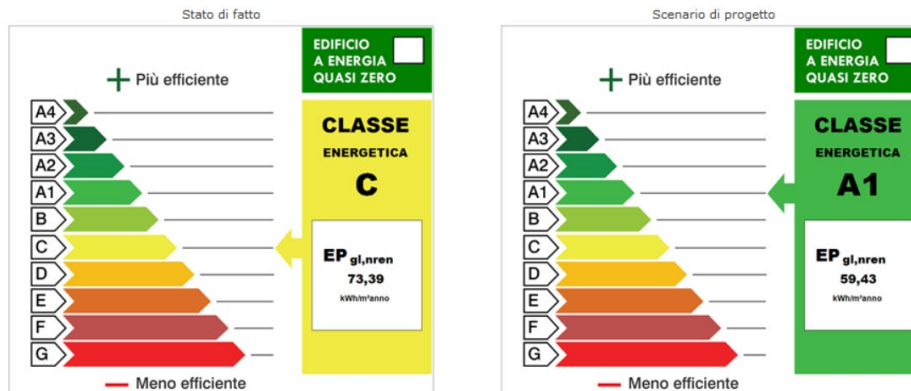 Stato di fatto
EDIFICIO
A ENERGIA
QUASI ZERO
+ Più efficiente
A4
A3
A2
A1
B
C
D
E
F
G
CLASSE
ENERGETICA
C
EP gl,nren
73,39
kWh/m²anno
— Meno efficiente
Scenario di progetto
EDIFICIO
A ENERGIA
QUASI ZERO
+ Più efficiente
A4
A3
A2
A1
B
C
D
E
F
G
CLASSE
ENERGETICA
A1
EP gl,nren
59,43
kWh/m²anno
— Meno efficiente